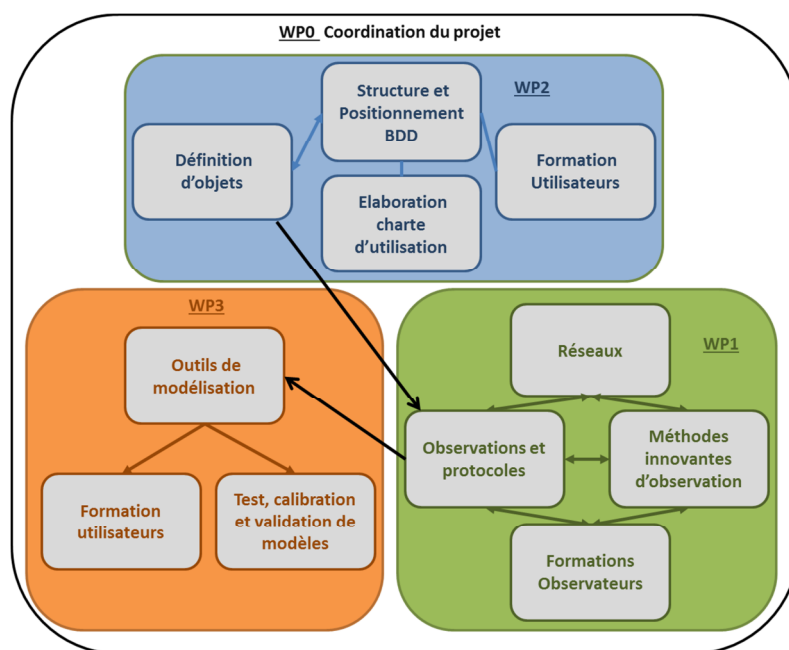 WP0 Coordination du projet
WP2
Structure et
Positionnement
BDD
Définition
d'objets
Formation
Utilisateurs
Elaboration
charte
d'utilisation
WP3
Outils de
modélisation
Formation
utilisateurs
Test, calibration
et validation de
modèles
WP1
Réseaux
Observations et
protocoles
Méthodes
innovantes
d'observation
Formations
Observateurs